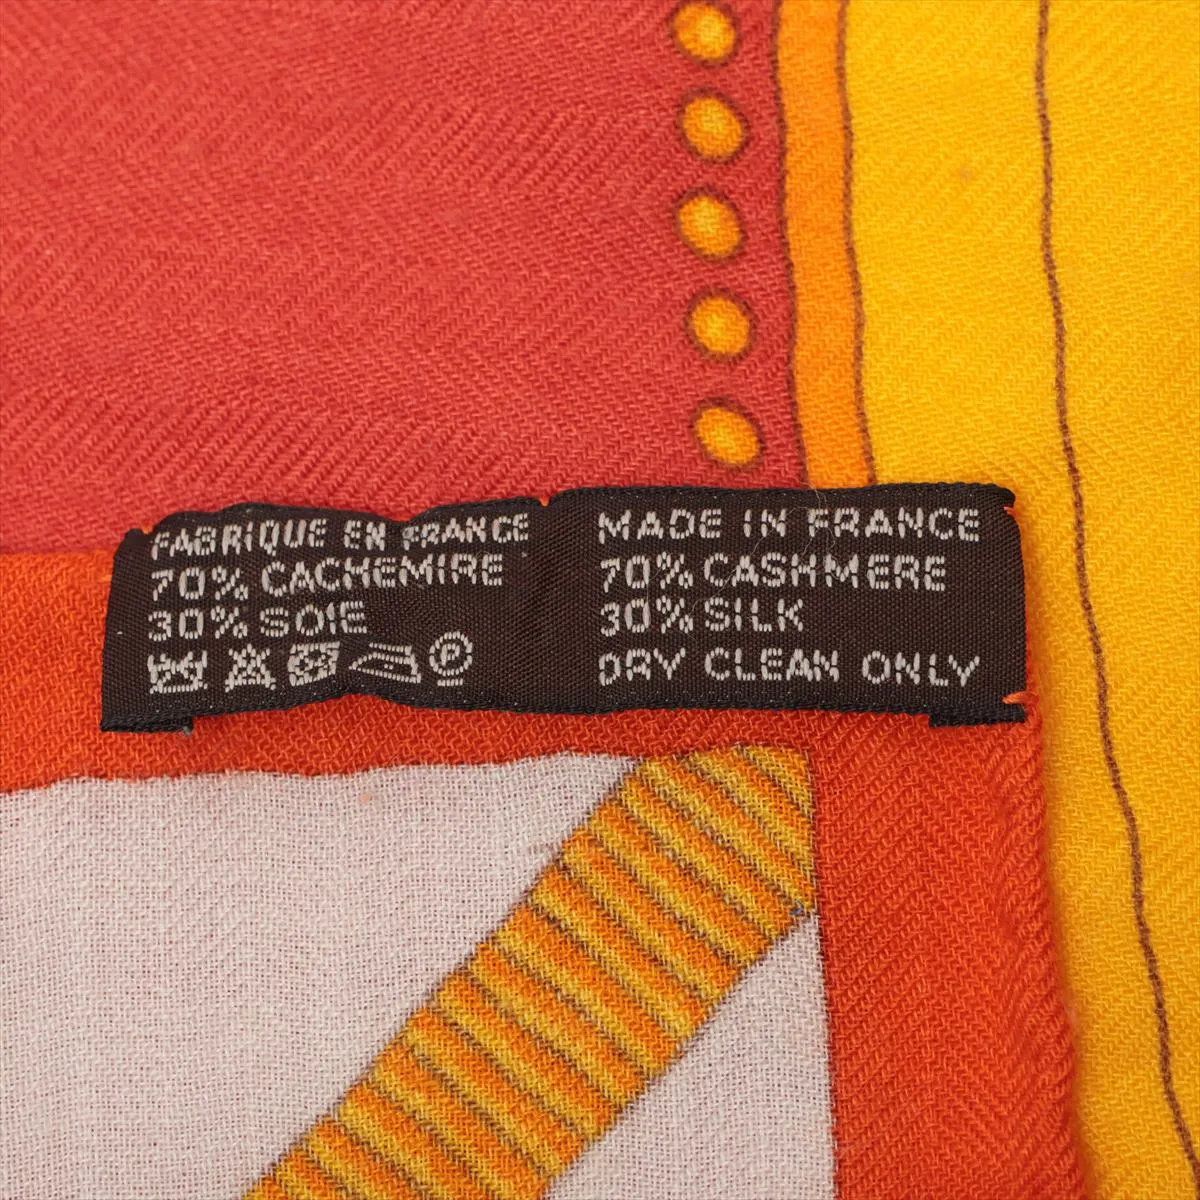 FABRIQUE EN FRANCE
70% CACHEMIRE
30% SOIE
P
MADE IN FRANCE
70% CASHMERE
30% SILK
DRY CLEAN ONLY